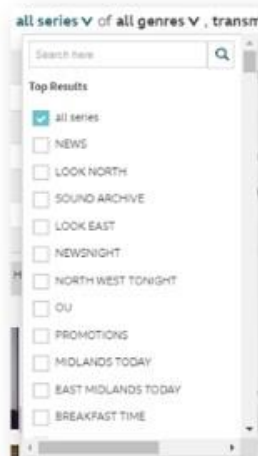 all series of all genres , transm
Search here
Top Results
all series
NEWS
LOOK NORTH
SOUND ARCHIVE
LOOK EAST
NEWSNIGHT
NORTH WEST TONIGHT
OU
PROMOTIONS
MIDLANDS TODAY
EAST MIDLANDS TODAY
BREAKFAST TIME
H